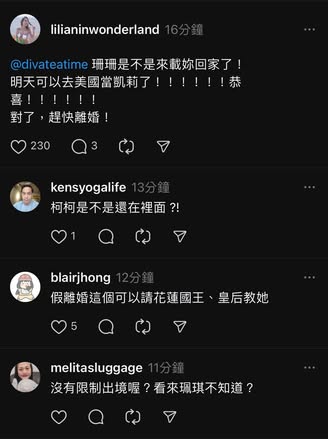 lilianinwonderland 16分鐘
@divateatime 珊珊是不是來載妳回家了！
明天可以去美國當凱莉了！！！！！！恭
喜！！！！！！
對了，趕快離婚！
230 3
kensyogalife 13分鐘
柯柯是不是還在裡面 ?!
1
blairjhong 12分鐘
假離婚這個可以請花蓮國王、皇后教她
5
melitasluggage 11分鐘
沒有限制出境喔？看來珮琪不知道？